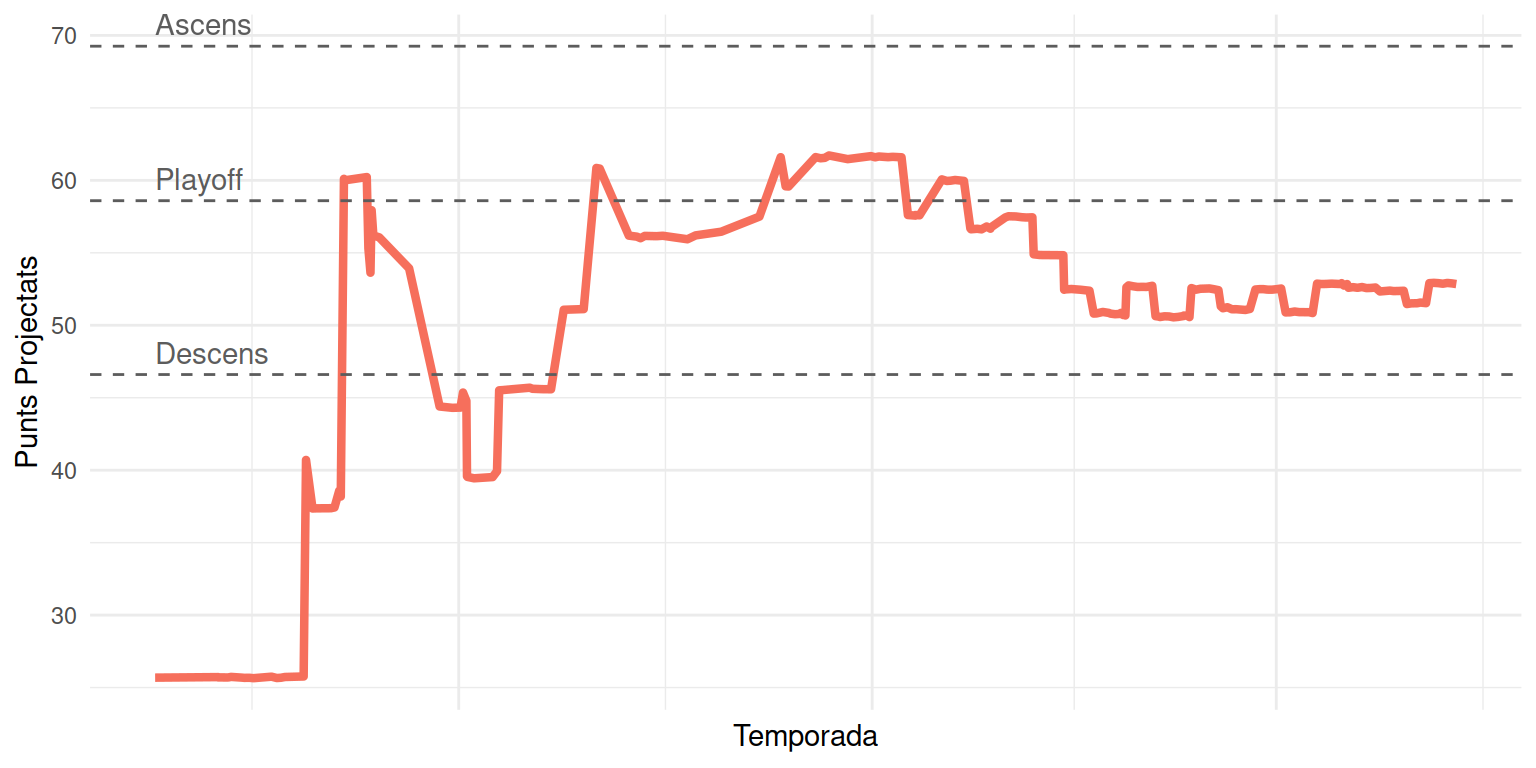 Ascens
70
Playoff
60
50
Descens
40
30
Punts Projectats
Temporada